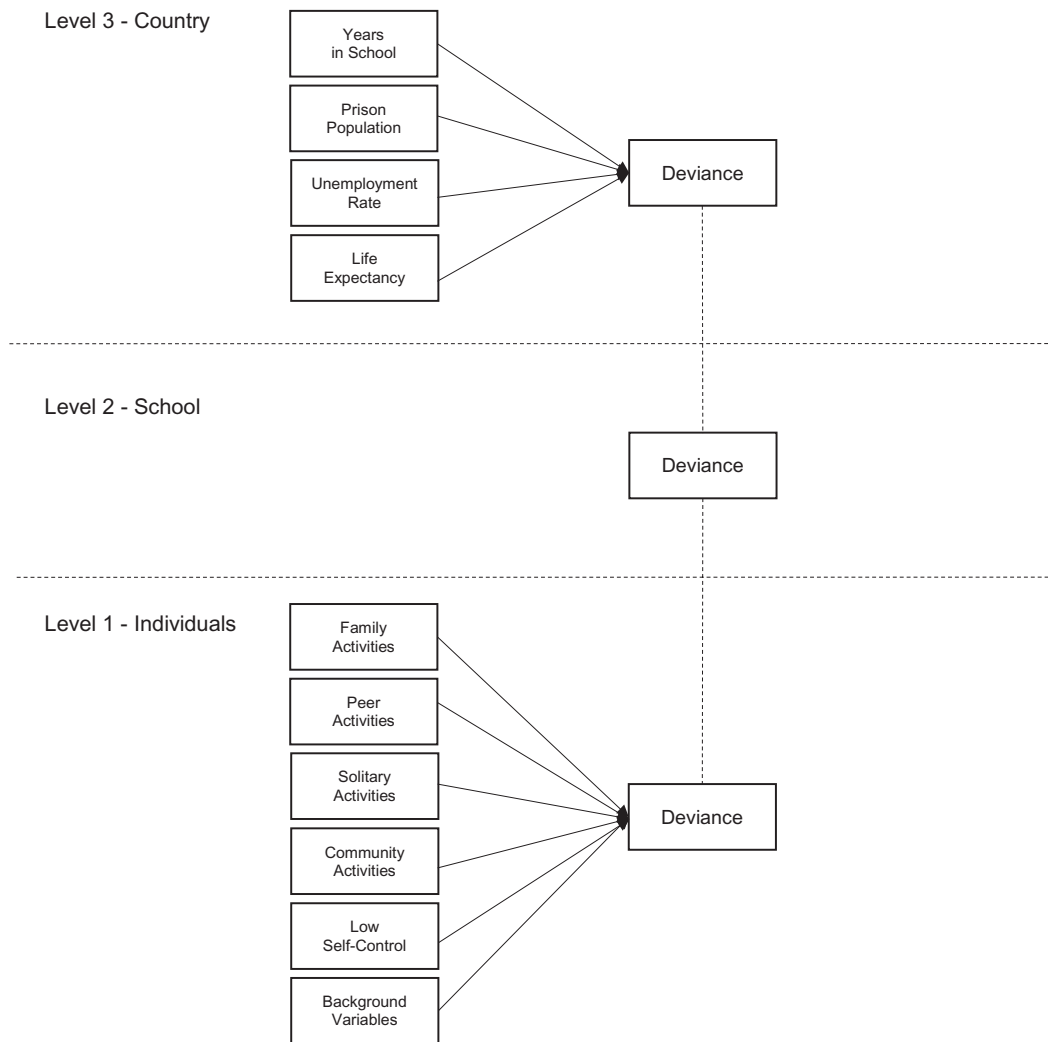 Level 3 - Country
Years
in School
Prison
Population
Unemployment
Rate
Life
Expectancy
Deviance
Level 2 - School
Deviance
Level 1 - Individuals
Family
Activities
Peer
Activities
Solitary
Activities
Community
Activities
Low
Self-Control
Background
Variables
Deviance